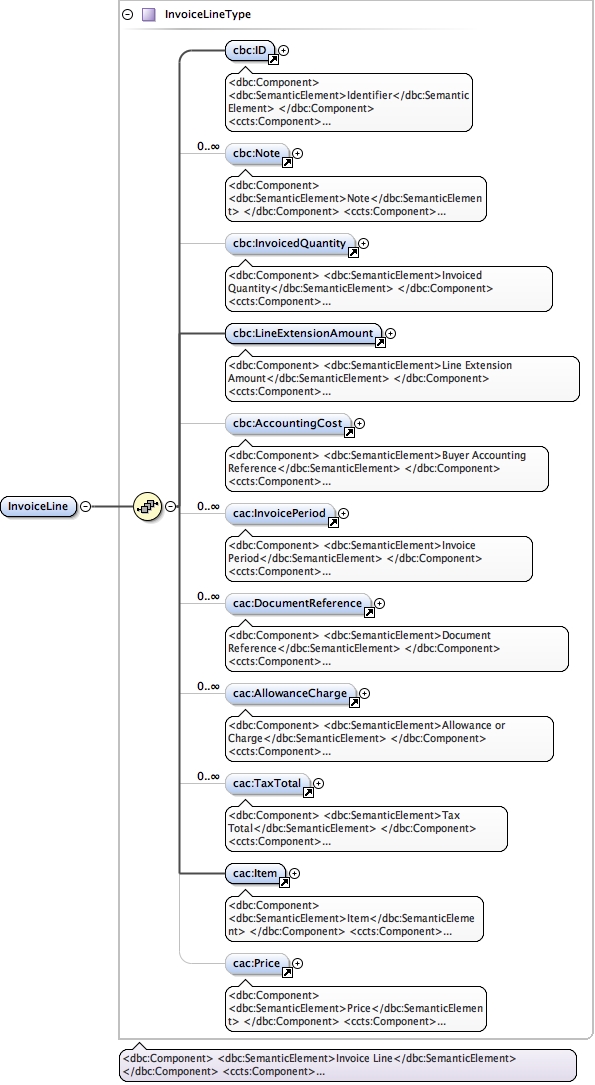 InvoiceLineType
cbc:ID
<dbc:Component>
<dbc:SemanticElement>Identifier</dbc:Semantic
Element> </dbc:Component>
<ccts:Component>...
0..∞
cbc:Note
<dbc:Component>
<dbc:SemanticElement>Note</dbc:SemanticElemen
t> </dbc:Component> <ccts:Component>...
cbc:InvoicedQuantity
<dbc:Component> <dbc:SemanticElement>Invoiced
Quantity</dbc:SemanticElement> </dbc:Component>
<ccts:Component>...
cbc:LineExtensionAmount
<dbc:Component> <dbc:SemanticElement>Line Extension
Amount</dbc:SemanticElement> </dbc:Component>
<ccts:Component>...
cbc:AccountingCost
<dbc:Component> <dbc:SemanticElement>Buyer Accounting
Reference</dbc:SemanticElement> </dbc:Component>
<ccts:Component>...
InvoiceLine
0..∞
cac:InvoicePeriod
<dbc:Component> <dbc:SemanticElement>Invoice
Period</dbc:SemanticElement> </dbc:Component>
<ccts:Component>...
0..∞
cac:DocumentReference
<dbc:Component> <dbc:SemanticElement>Document
Reference</dbc:SemanticElement> </dbc:Component>
<ccts:Component>...
0..∞
cac:AllowanceCharge
<dbc:Component> <dbc:SemanticElement>Allowance or
Charge</dbc:SemanticElement> </dbc:Component>
<ccts:Component>...
0..∞
cac:TaxTotal
<dbc:Component> <dbc:SemanticElement>Tax
Total</dbc:SemanticElement> </dbc:Component>
<ccts:Component>...
cac:Item
<dbc:Component>
<dbc:SemanticElement>Item</dbc:SemanticEleme
nt> </dbc:Component> <ccts:Component>...
cac:Price
<dbc:Component>
<dbc:SemanticElement>Price</dbc:SemanticElemen
t> </dbc:Component> <ccts:Component>...
<dbc:Component> <dbc:SemanticElement>Invoice Line</dbc:SemanticElement>
</dbc:Component> <ccts:Component>...